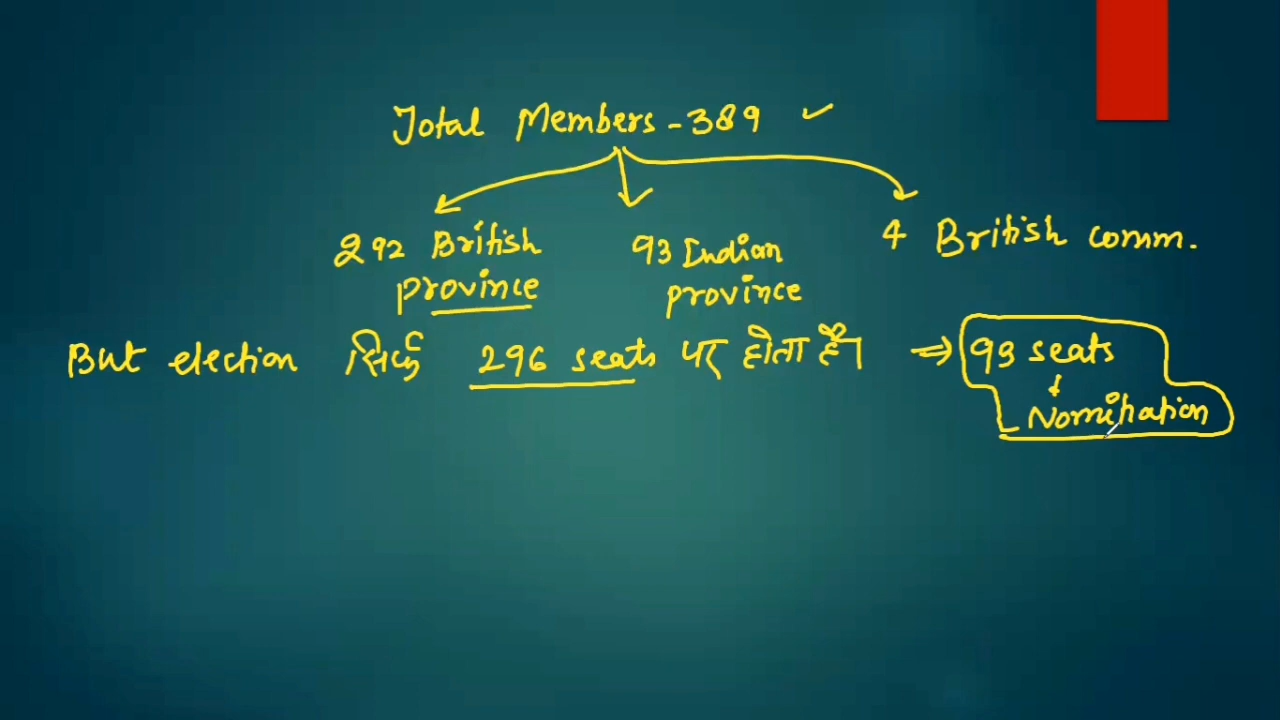 Total Members - 389 ✓
292 British province
93 Indian province
4 British comm.
But election सिर्फ 296 seats पर होता है। ⇒ 93 seats
↓
Nomination